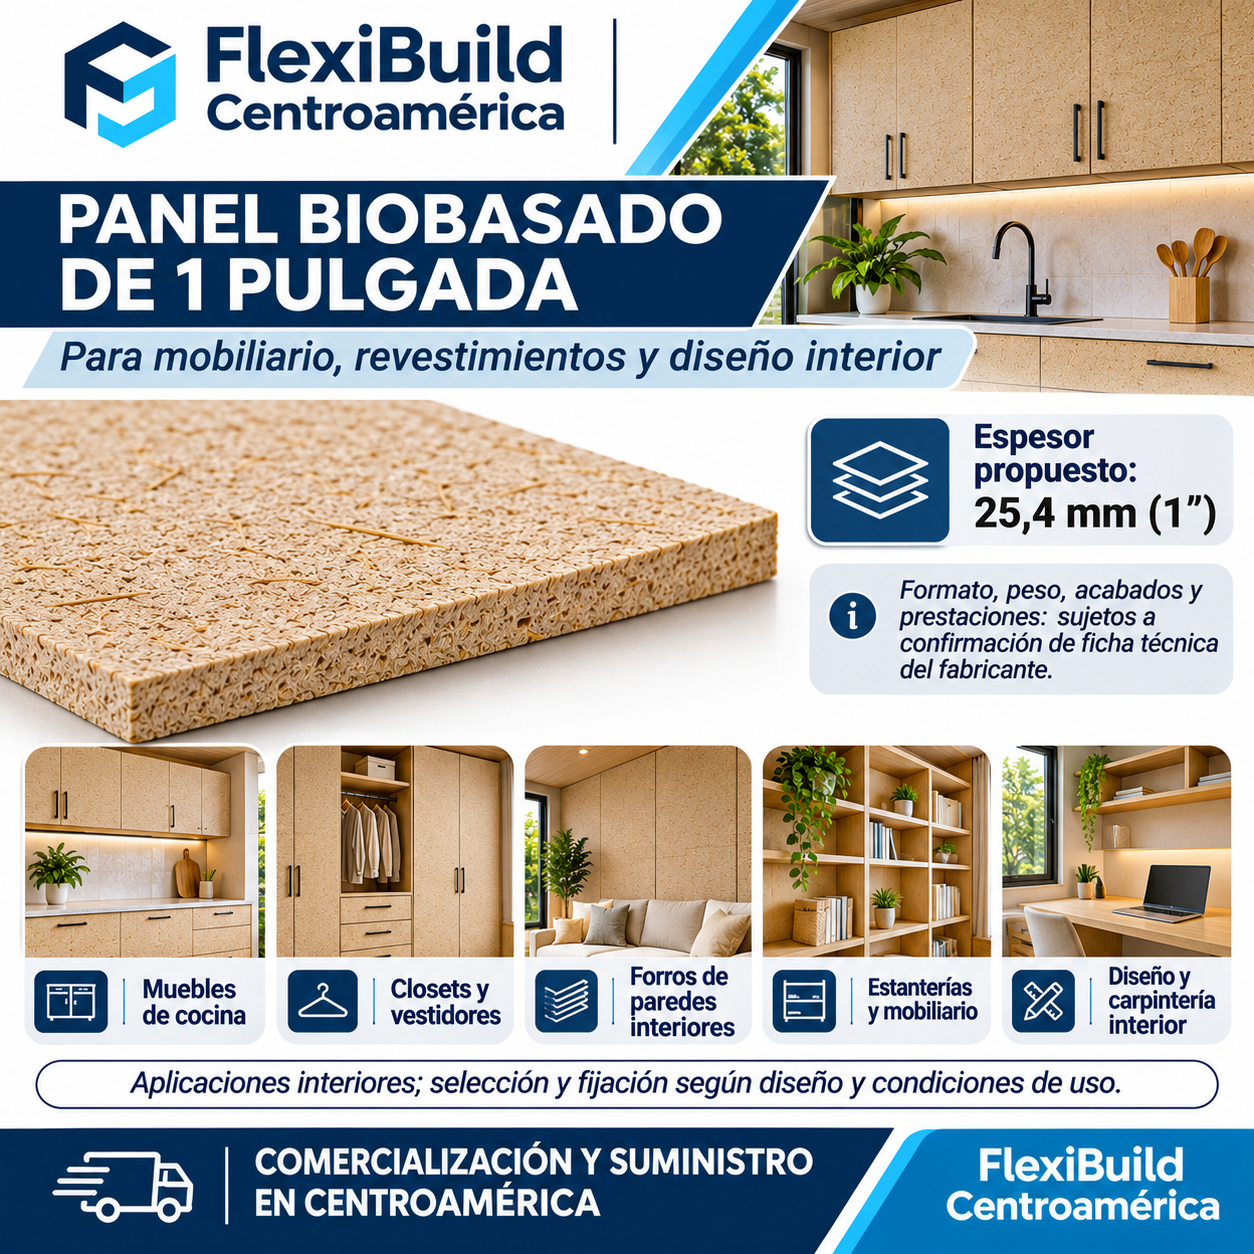 FlexiBuild
Centroamérica
PANEL BIOBASADO
DE 1 PULGADA
Para mobiliario, revestimientos y diseño interior
Espesor
propuesto:
25,4 mm (1”)
i
Formato, peso, acabados y
prestaciones: sujetos a
confirmación de ficha técnica
del fabricante.
Muebles
de cocina
Closets y
vestidores
Forros de
paredes
interiores
Estanterías
y mobiliario
Diseño y
carpintería
interior
Aplicaciones interiores; selección y fijación según diseño y condiciones de uso.
COMERCIALIZACIÓN Y SUMINISTRO
EN CENTROAMÉRICA
FlexiBuild
Centroamérica